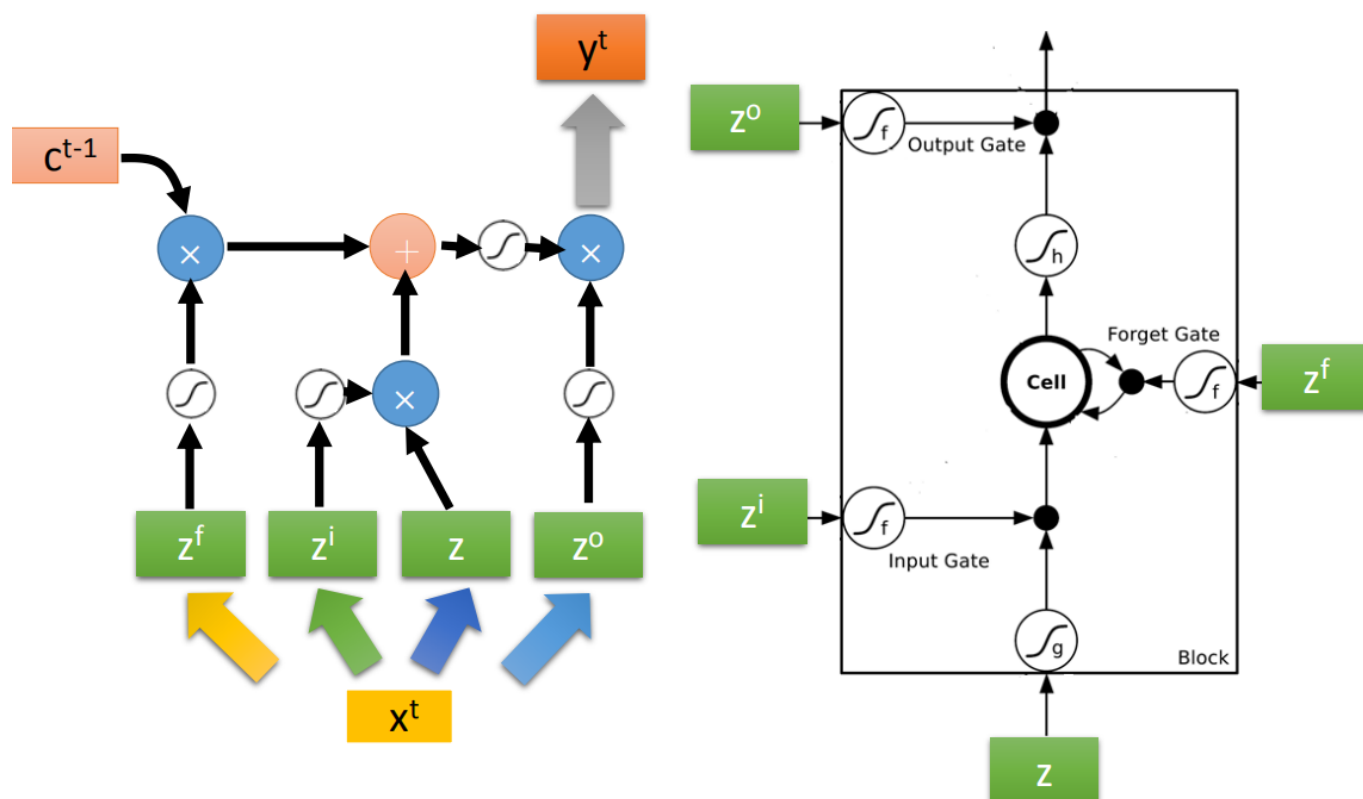 y^t
c^{t-1}
×
+
×
×
z^f
z^i
z
z^o
x^t
z^o
f
Output Gate
h
Forget Gate
Cell
f
z^f
z^i
f
Input Gate
g
Block
z